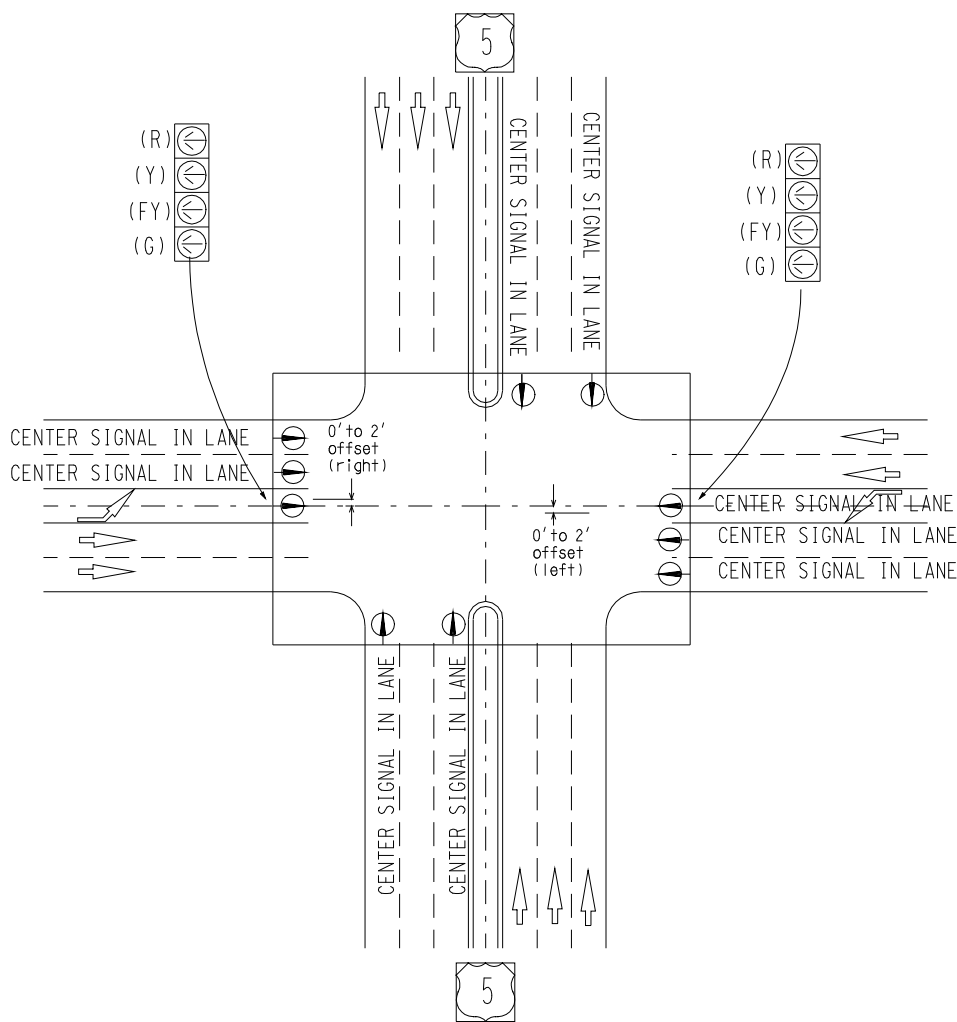 5
(R)
(Y)
(FY)
(G)
CENTER SIGNAL IN LANE
CENTER SIGNAL IN LANE
(R)
(Y)
(FY)
(G)
CENTER SIGNAL IN LANE
CENTER SIGNAL IN LANE
0' to 2'
offset
(right)
CENTER SIGNAL IN LANE
CENTER SIGNAL IN LANE
CENTER SIGNAL IN LANE
0' to 2'
offset
(left)
CENTER SIGNAL IN LANE
CENTER SIGNAL IN LANE
5